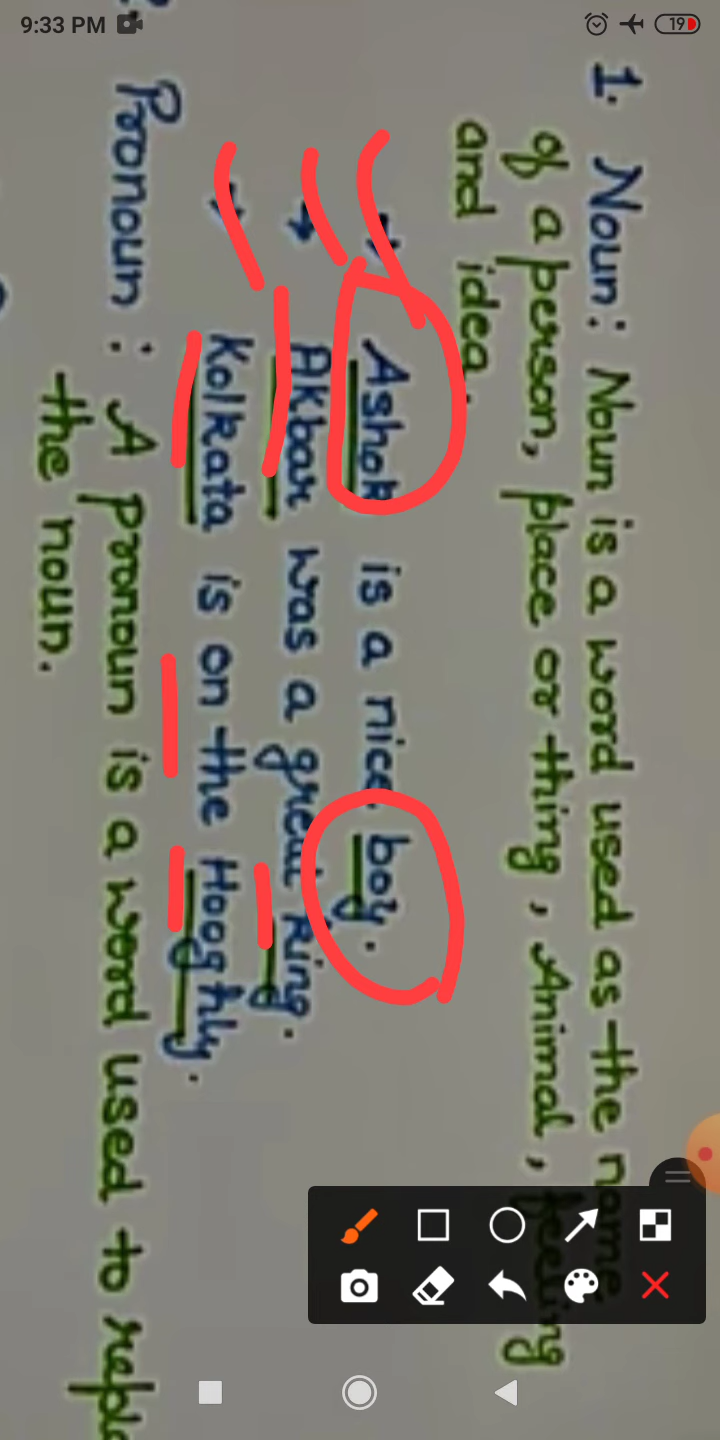 9:33 PM
19
1. Noun: Noun is a word used as the name
of a person, place or thing, Animal, feeling
and idea.
→ Ashok is a nice boy.
→ Akbar was a great King.
→ Kolkata is on the Hooghly.
Pronoun : A pronoun is a word used to
the noun.